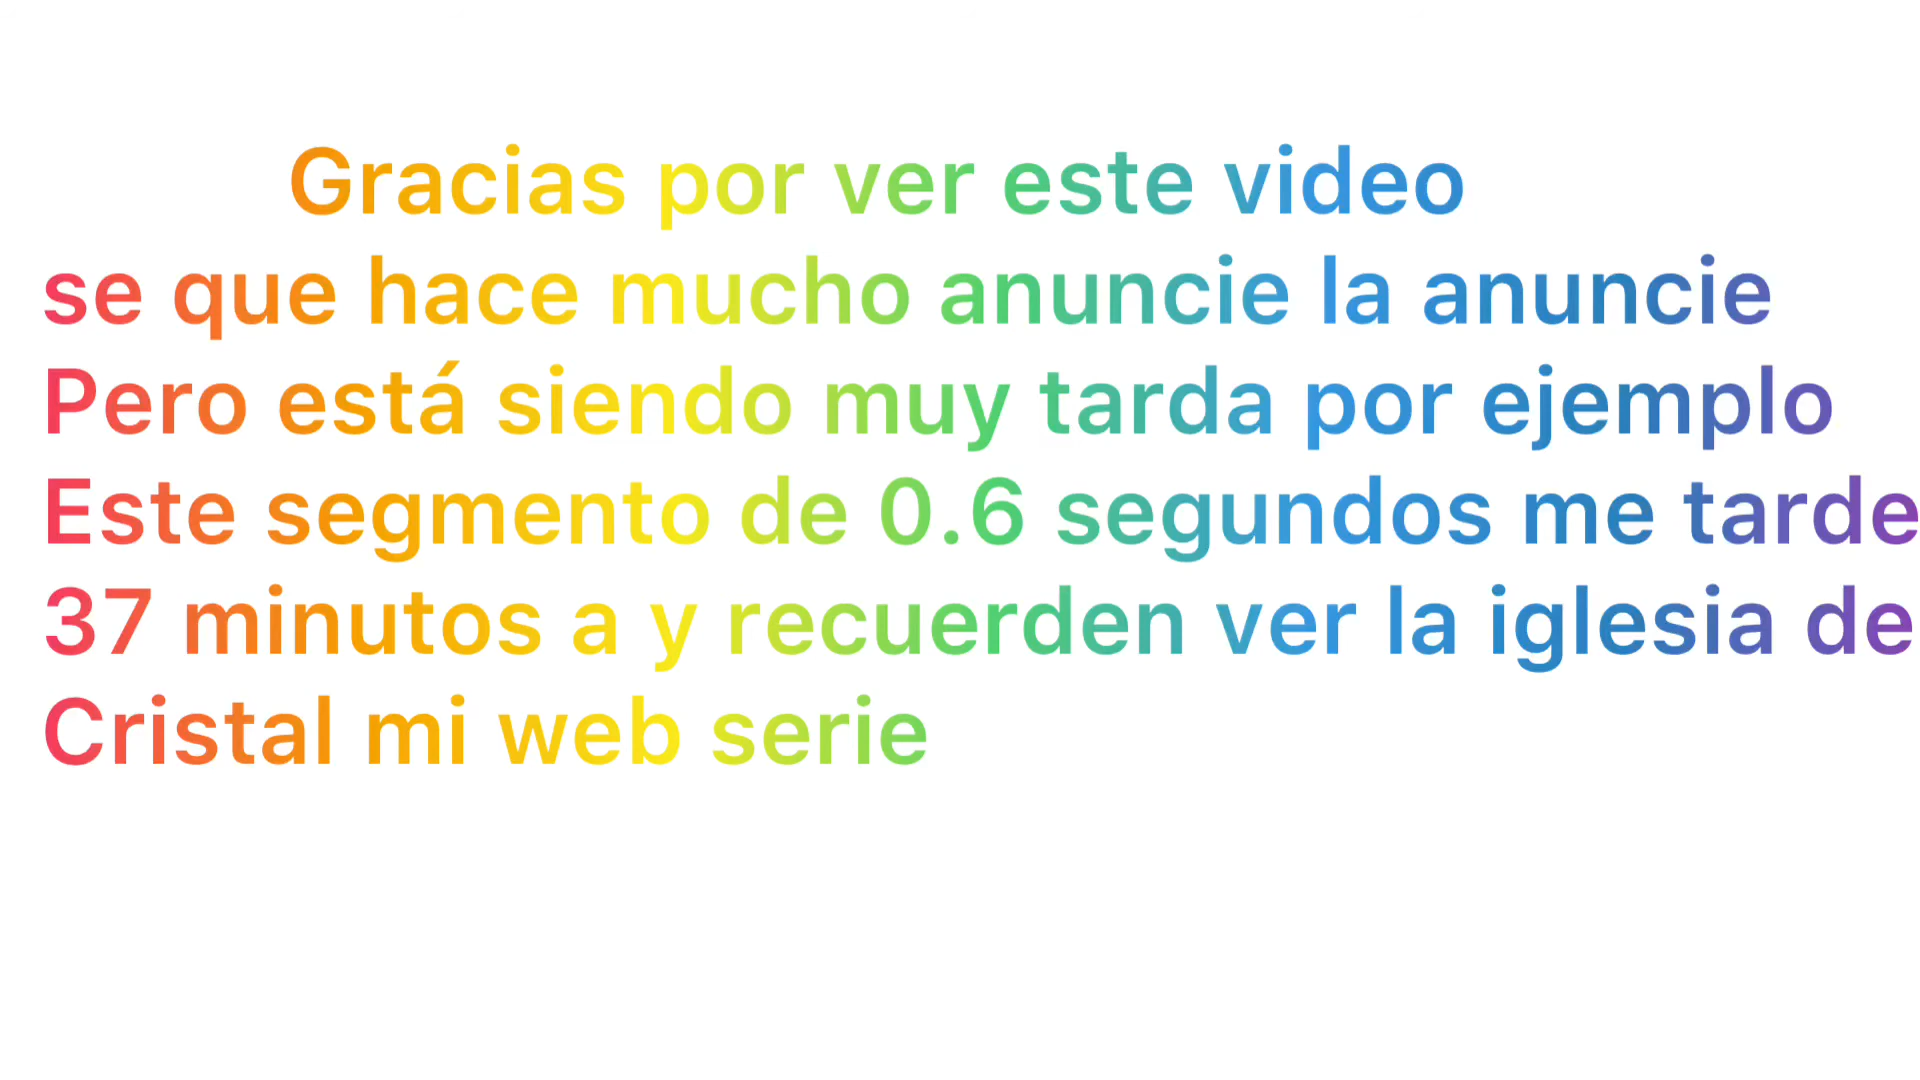 Gracias por ver este video
se que hace mucho anuncie la anuncie
Pero está siendo muy tarda por ejemplo
Este segmento de 0.6 segundos me tarde
37 minutos a y recuerden ver la iglesia de
Cristal mi web serie